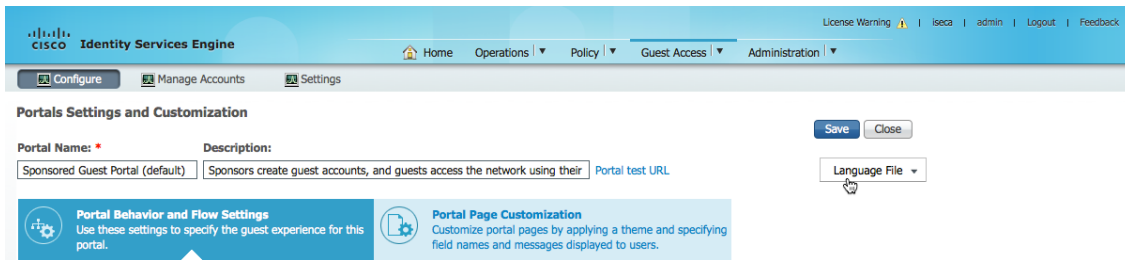 License Warning | iseca | admin | Logout | Feedback
CISCO Identity Services Engine
Home Operations | ▼ Policy | ▼ Guest Access | ▼ Administration | ▼
Configure Manage Accounts Settings
Portals Settings and Customization
Save Close
Portal Name: * Description:
Sponsored Guest Portal (default) Sponsors create guest accounts, and guests access the network using their Portal test URL Language File
Portal Behavior and Flow Settings
Use these settings to specify the guest experience for this
portal.
Portal Page Customization
Customize portal pages by applying a theme and specifying
field names and messages displayed to users.